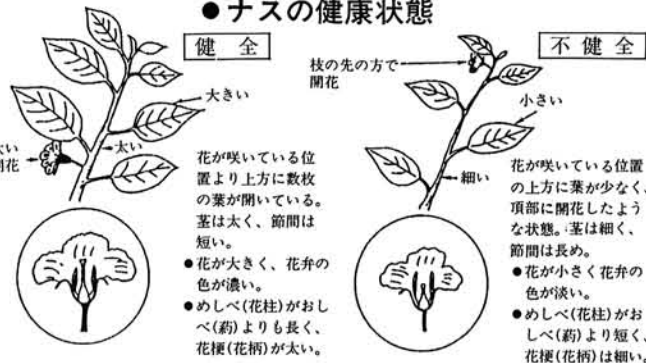 ●ナスの健康状態
健全
大きい
太い
開花
花が咲いている位
置より上方に数枚
の葉が開いている。
茎は太く、節間は
短い。
●花が大きく、花弁の
色が濃い。
●めしべ(花柱)がおし
べ(葯)よりも長く、
花梗(花柄)が太い。
不健全
枝の先の方で
開花
小さい
細い
花が咲いている位置
の上方に葉が少なく、
頂部に開花したよう
な状態。茎は細く、
節間は長め。
●花が小さく花弁の
色が淡い。
●めしべ(花柱)がお
しべ(葯)より短く、
花梗(花柄)は細い。